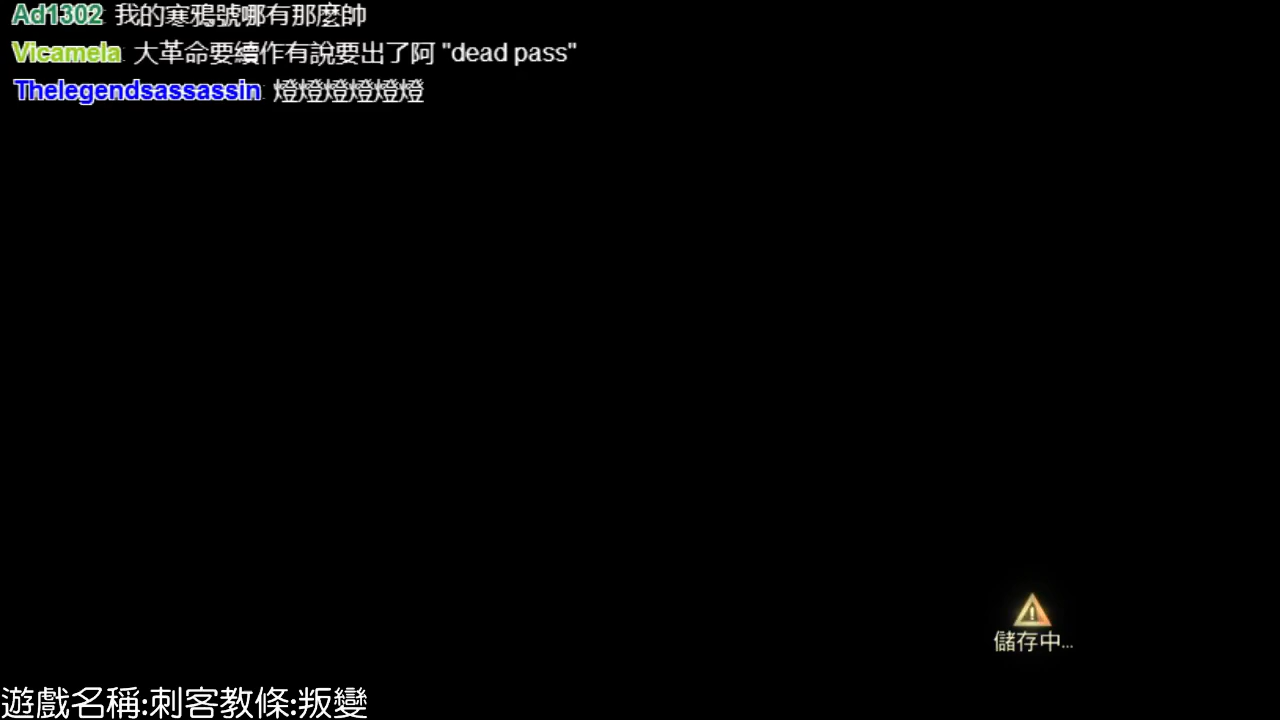 Ad1302: 我的寒鴉號哪有那麼帥
Vicamela: 大革命要續作有說要出了阿 "dead pass"
Thelegendsassassin: 燈燈燈燈燈燈
儲存中...
遊戲名稱:刺客教條:叛變